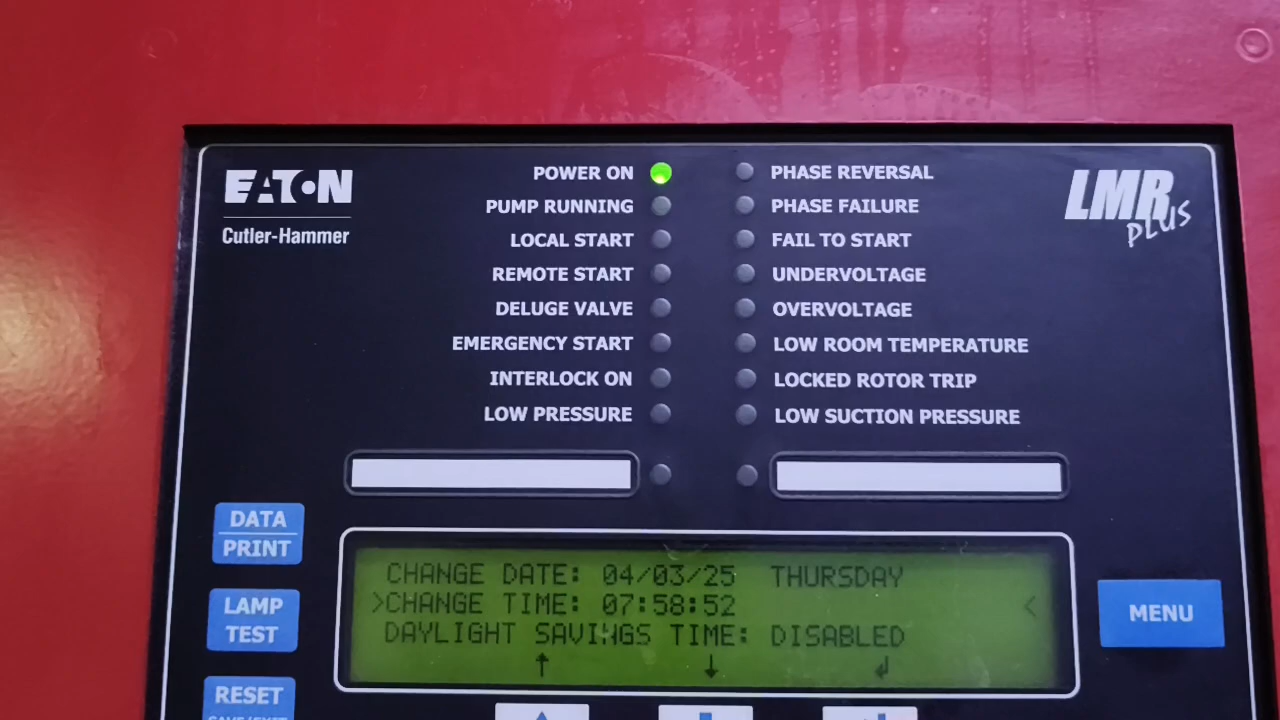 EATON
Cutler-Hammer
LMR
PLUS
POWER ON
PUMP RUNNING
LOCAL START
REMOTE START
DELUGE VALVE
EMERGENCY START
INTERLOCK ON
LOW PRESSURE
PHASE REVERSAL
PHASE FAILURE
FAIL TO START
UNDERVOLTAGE
OVERVOLTAGE
LOW ROOM TEMPERATURE
LOCKED ROTOR TRIP
LOW SUCTION PRESSURE
DATA
PRINT
LAMP
TEST
RESET
SAVE/EXIT
CHANGE DATE: 04/03/25 THURSDAY
>CHANGE TIME: 07:58:52 <
DAYLIGHT SAVINGS TIME: DISABLED
↑ ↓ ↲
MENU